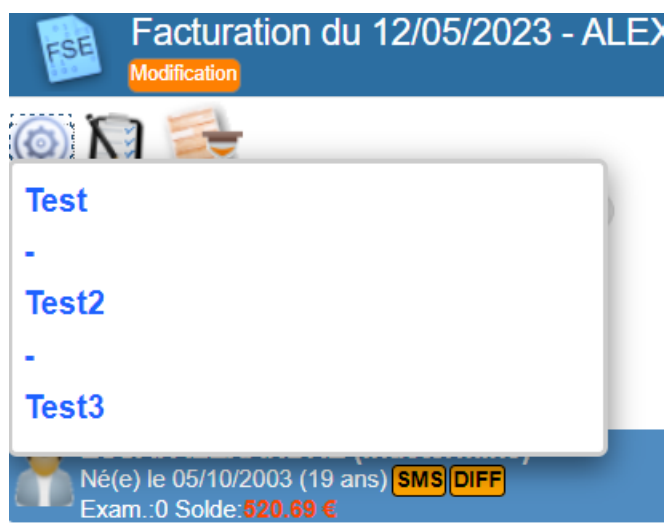 FSE
Facturation du 12/05/2023 - ALEX
Modification
Test
-
Test2
-
Test3
Né(e) le 05/10/2003 (19 ans) SMS DIFF
Exam.:0 Solde:520.69 €